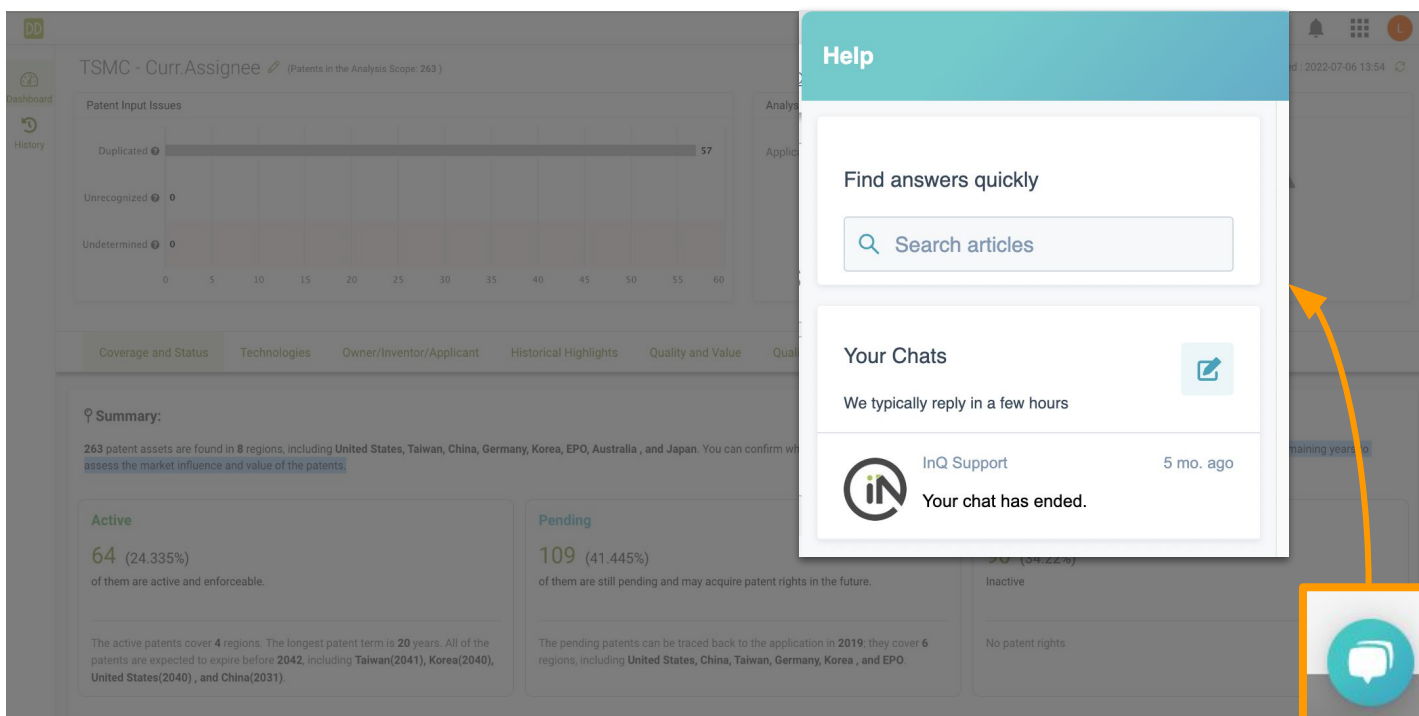 DD
L
TSMC - Curr.Assignee (Patents in the Analysis Scope: 263 )
: 2022-07-06 13:54
Dashboard
History
Patent Input Issues
Duplicated
57
Unrecognized
0
Undetermined
0
0 5 10 15 20 25 30 35 40 45 50 55 60
Coverage and Status
Technologies
Owner/Inventor/Applicant
Historical Highlights
Quality and Value
Summary:
263 patent assets are found in 8 regions, including United States, Taiwan, China, Germany, Korea, EPO, Australia , and Japan. You can confirm
years to
assess the market influence and value of the patents.
Active
64 (24.335%)
of them are active and enforceable.
The active patents cover 4 regions. The longest patent term is 20 years. All of the
patents are expected to expire before 2042, including Taiwan(2041), Korea(2040),
United States(2040) , and China(2031).
Pending
109 (41.445%)
of them are still pending and may acquire patent rights in the future.
The pending patents can be traced back to the application in 2019; they cover 6
regions, including United States, China, Taiwan, Germany, Korea , and EPO.
(34.22%)
Inactive
No patent rights
Help
Find answers quickly
Search articles
Your Chats
We typically reply in a few hours
iN
InQ Support
5 mo. ago
Your chat has ended.